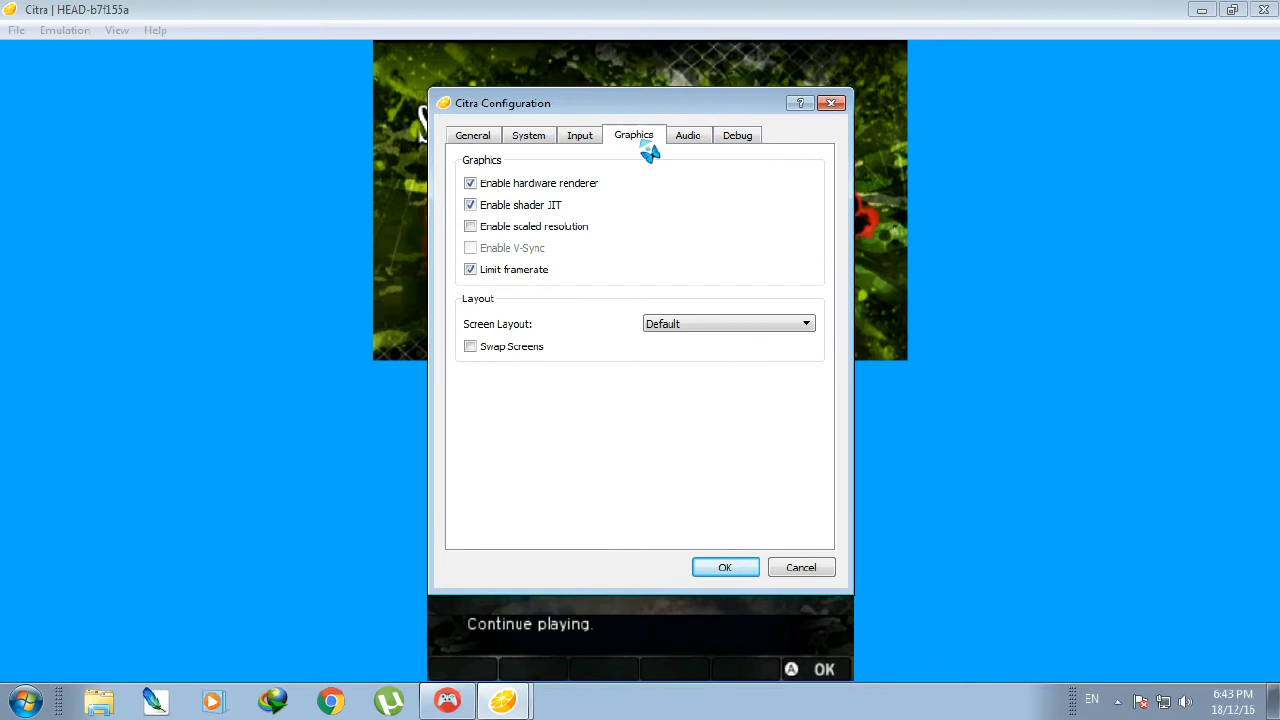 Citra | HEAD-b7f155a
File Emulation View Help
Citra Configuration
General System Input Graphics Audio Debug
Graphics
Enable hardware renderer
Enable shader JIT
Enable scaled resolution
Enable V-Sync
Limit framerate
Layout
Screen Layout: Default
Swap Screens
OK Cancel
Continue playing.
A OK
EN
6:43 PM
18/12/16